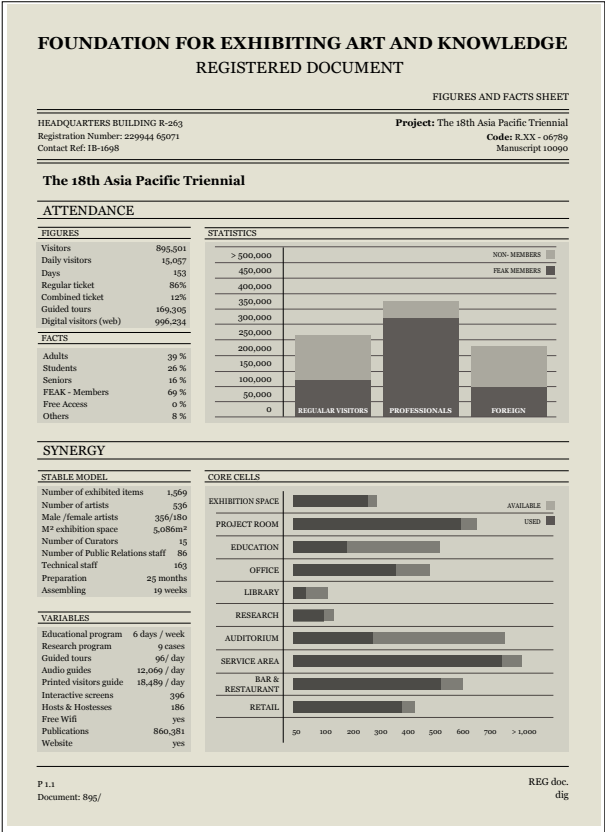 FOUNDATION FOR EXHIBITING ART AND KNOWLEDGE
REGISTERED DOCUMENT
FIGURES AND FACTS SHEET
HEADQUARTERS BUILDING R-263
Registration Number: 229944 65071
Contact Ref: IB-1698
Project: The 18th Asia Pacific Triennial
Code: R.XX - 06789
Manuscript 10090
The 18th Asia Pacific Triennial
ATTENDANCE
FIGURES
Visitors 895,501
Daily visitors 15,057
Days 153
Regular ticket 86%
Combined ticket 12%
Guided tours 169,305
Digital visitors (web) 996,234
FACTS
Adults 39 %
Students 26 %
Seniors 16 %
FEAK - Members 69 %
Free Access 0 %
Others 8 %
STATISTICS
> 500,000
450,000
400,000
350,000
300,000
250,000
200,000
150,000
100,000
50,000
0
NON- MEMBERS
FEAK MEMBERS
REGUALAR VISITORS PROFESSIONALS FOREIGN
SYNERGY
STABLE MODEL
Number of exhibited items 1,569
Number of artists 536
Male /female artists 356/180
M² exhibition space 5,086m²
Number of Curators 15
Number of Public Relations staff 86
Technical staff 163
Preparation 25 months
Assembling 19 weeks
VARIABLES
Educational program 6 days / week
Research program 9 cases
Guided tours 96/ day
Audio guides 12,069 / day
Printed visitors guide 18,489 / day
Interactive screens 396
Hosts & Hostesses 186
Free Wifi yes
Publications 860,381
Website yes
CORE CELLS
EXHIBITION SPACE
PROJECT ROOM
EDUCATION
OFFICE
LIBRARY
RESEARCH
AUDITORIUM
SERVICE AREA
BAR &
RESTAURANT
RETAIL
AVAILABLE
USED
50 100 200 300 400 500 600 700 > 1,000
P 1.1
Document: 895/
REG doc.
dig